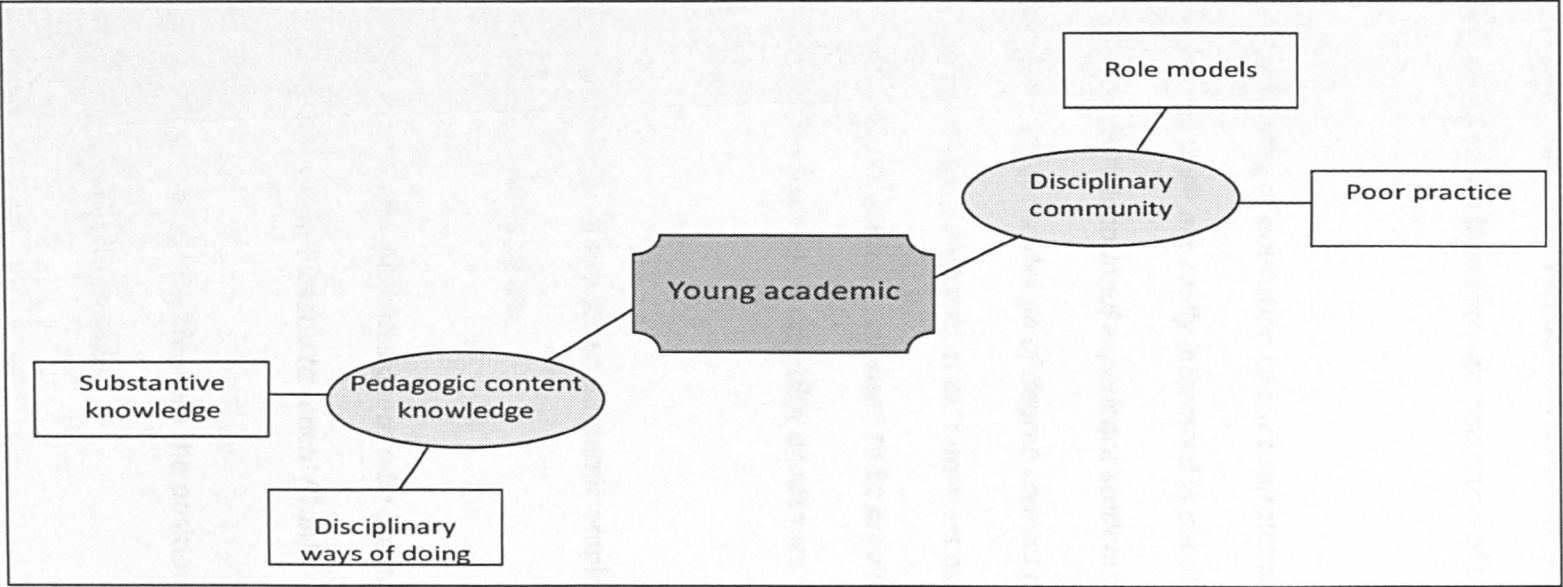 Role models
Disciplinary
community
Poor practice
Young academic
Substantive
knowledge
Pedagogic content
knowledge
Disciplinary
ways of doing